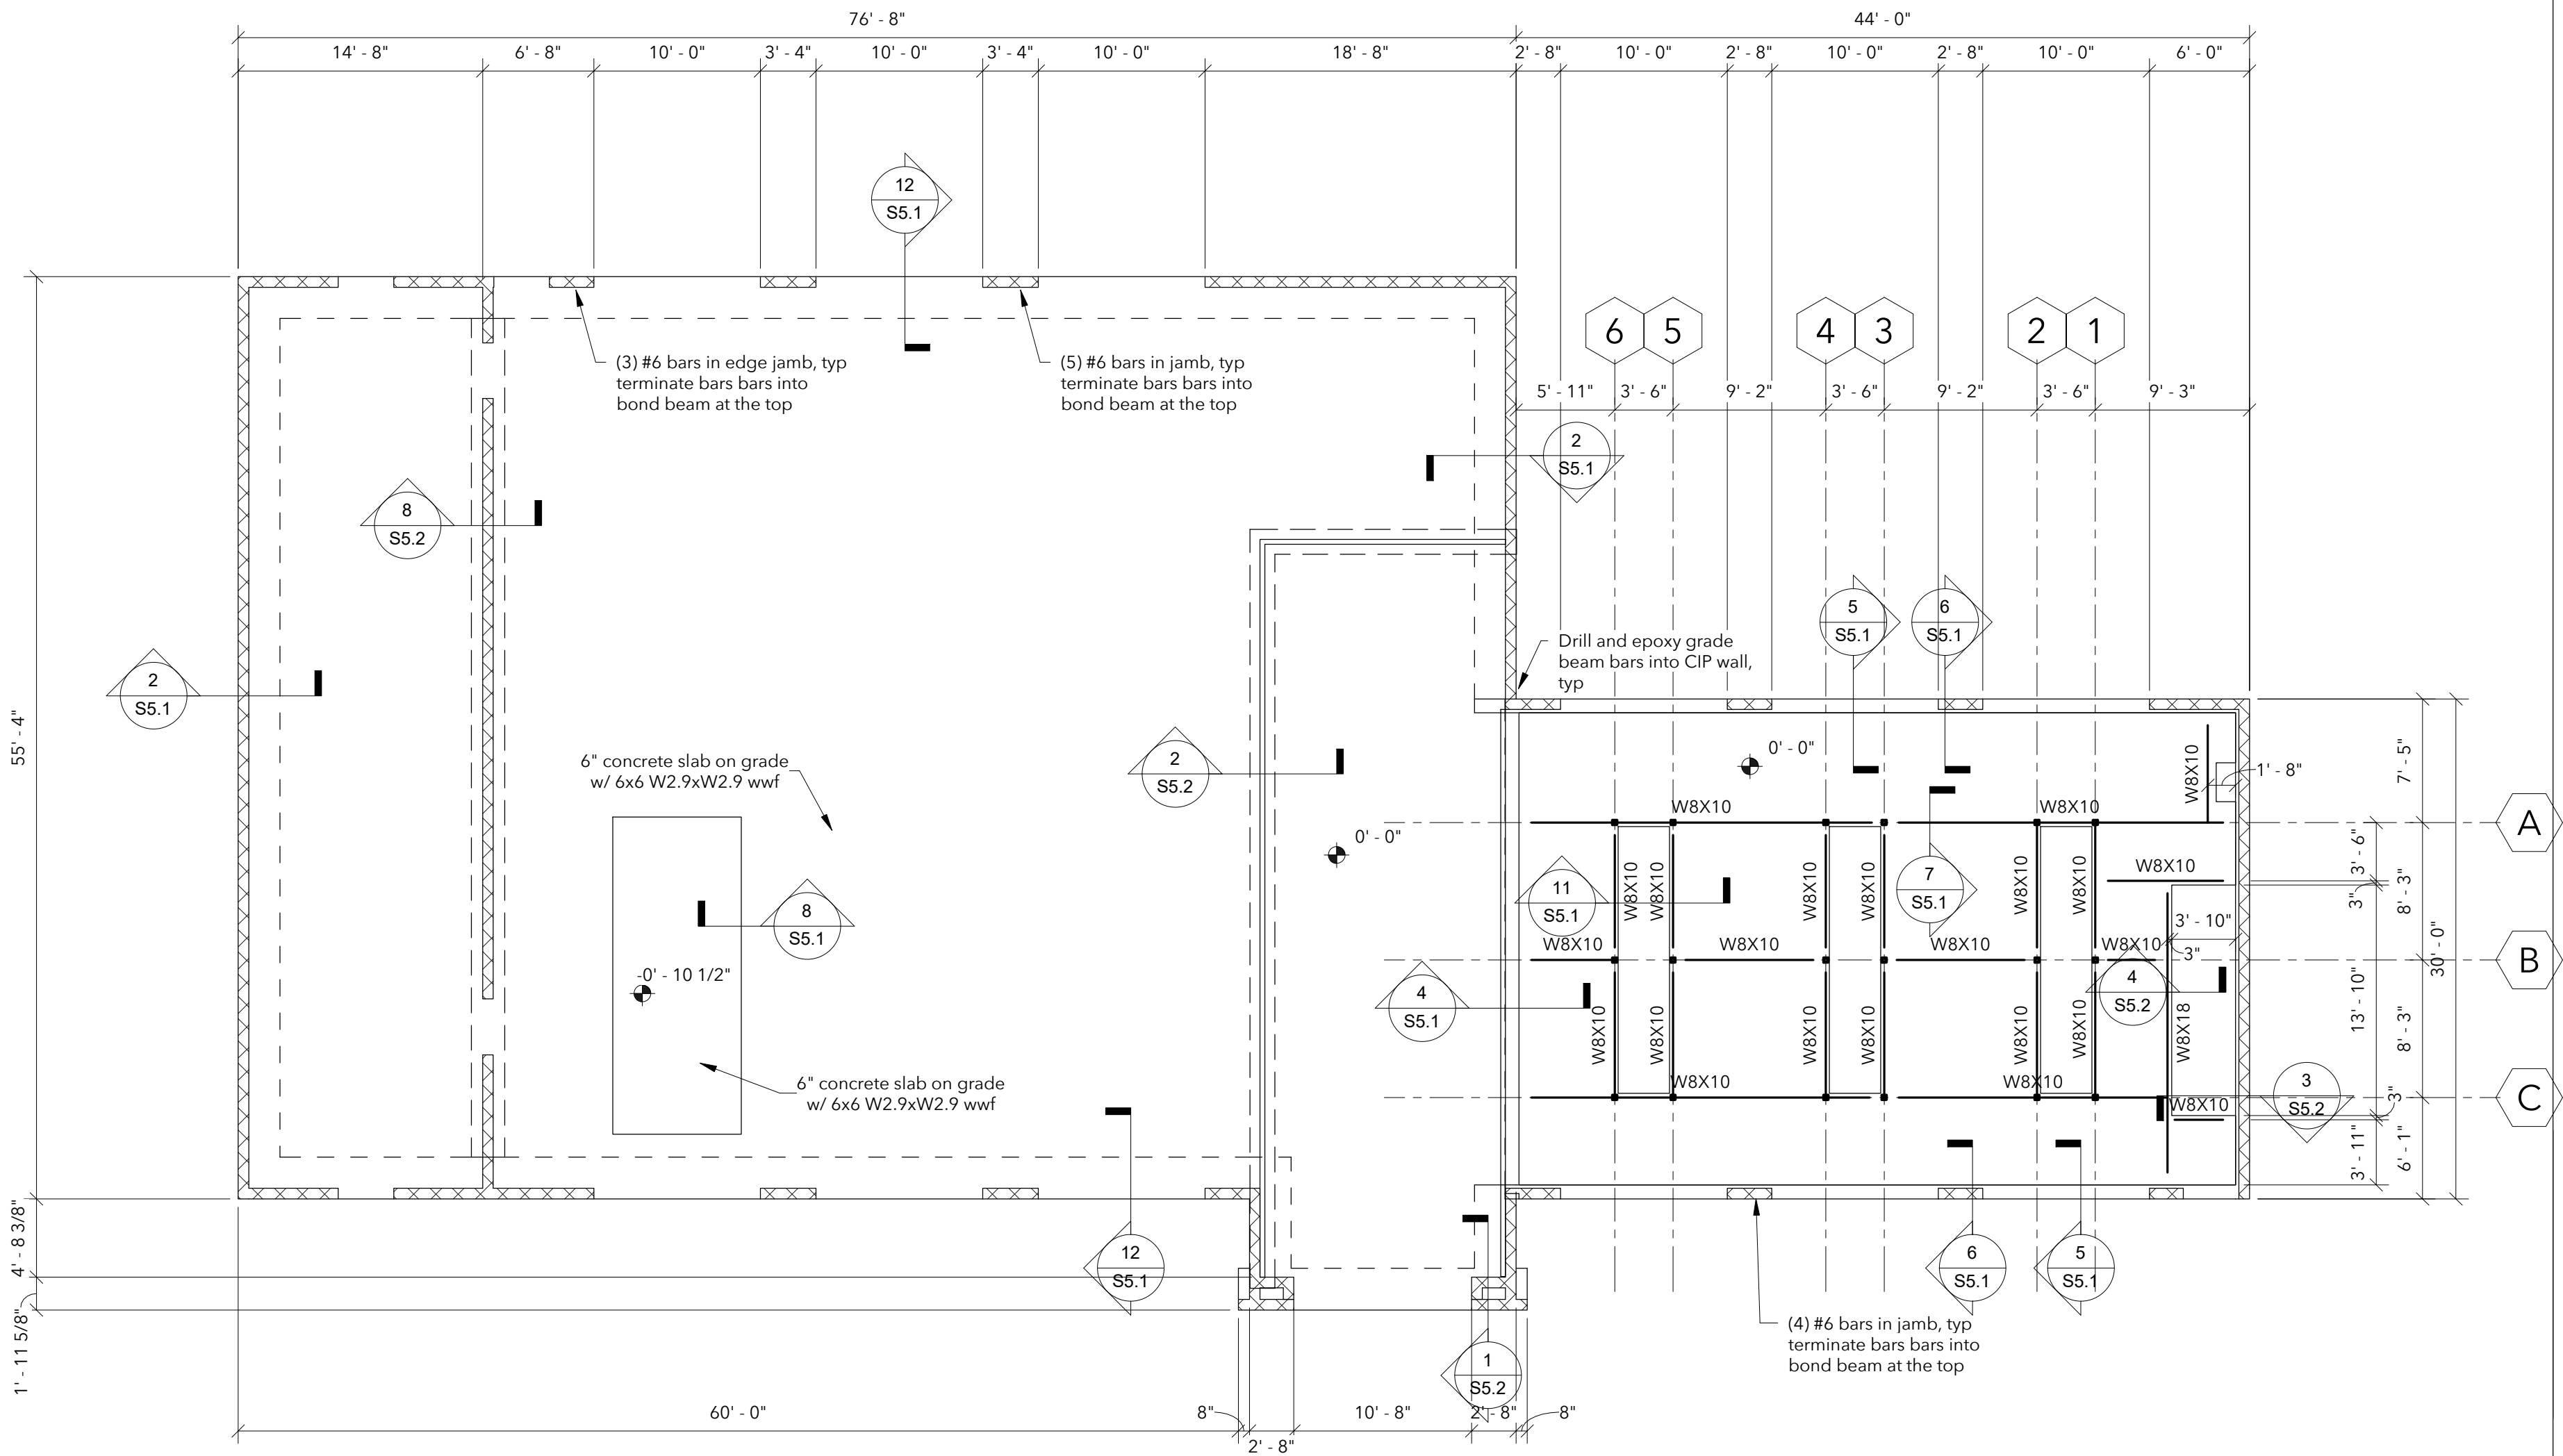 76' - 8"
44' - 0"
14' - 8"
6' - 8"
10' - 0"
3' - 4"
10' - 0"
3' - 4"
10' - 0"
18' - 8"
2' - 8"
10' - 0"
2' - 8"
10' - 0"
2' - 8"
10' - 0"
6' - 0"
12
S5.1
6
5
4
3
2
1
(3) #6 bars in edge jamb, typ
terminate bars bars into
bond beam at the top
(5) #6 bars in jamb, typ
terminate bars bars into
bond beam at the top
5' - 11"
3' - 6"
9' - 2"
3' - 6"
9' - 2"
3' - 6"
9' - 3"
2
S5.1
8
S5.2
5
S5.1
6
S5.1
Drill and epoxy grade
beam bars into CIP wall,
typ
2
S5.1
55' - 4"
6" concrete slab on grade
w/ 6x6 W2.9xW2.9 wwf
2
S5.2
0' - 0"
0' - 0"
W8X10
1' - 8"
7' - 5"
W8X10
W8X10
A
W8X10
3' - 6"
3"
8' - 3"
8
S5.1
11
S5.1
W8X10
W8X10
W8X10
W8X10
7
S5.1
W8X10
W8X10
3' - 10"
3"
30' - 0"
W8X10
W8X10
W8X10
W8X10
B
-0' - 10 1/2"
4
S5.1
4
S5.2
13' - 10"
8' - 3"
W8X10
W8X10
W8X10
W8X10
W8X10
W8X10
W8X18
6" concrete slab on grade
w/ 6x6 W2.9xW2.9 wwf
W8X10
W8X10
W8X10
3
S5.2
3"
C
3' - 11"
6' - 1"
4' - 8 3/8"
1' - 11 5/8"
12
S5.1
6
S5.1
5
S5.1
(4) #6 bars in jamb, typ
terminate bars bars into
bond beam at the top
1
S5.2
60' - 0"
8"
2' - 8"
10' - 8"
2' - 8"
8"